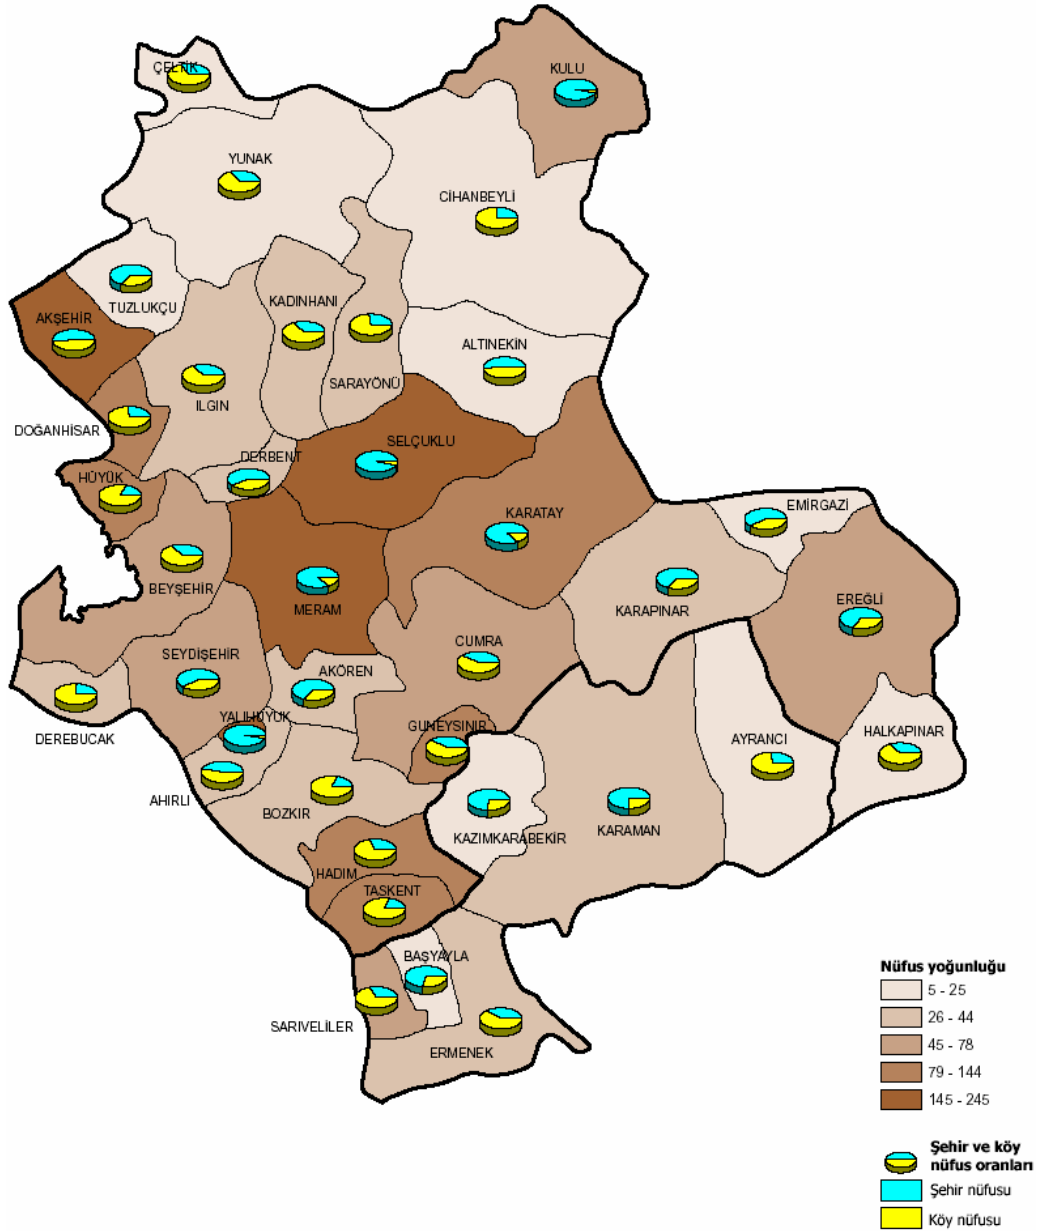 ÇELTİK
KULU
YUNAK
CİHANBEYLİ
TUZLUKÇU
KADINHANI
AKŞEHİR
ALTINEKİN
SARAYÖNÜ
ILGIN
DOĞANHİSAR
SELÇUKLU
DERBENT
HÜYÜK
KARATAY
EMİRGAZİ
BEYŞEHİR
MERAM
KARAPINAR
EREĞLİ
CUMRA
SEYDİŞEHİR
AKÖREN
YALIHÜYÜK
GUNEYSINIR
DEREBUCAK
AYRANCI
HALKAPINAR
AHIRLI
BOZKIR
KAZIMKARABEKİR
KARAMAN
HADIM
TASKENT
BAŞYAYLA
SARIVELİLER
ERMENEK
Nüfus yoğunluğu
5 - 25
26 - 44
45 - 78
79 - 144
145 - 245
Şehir ve köy
nüfus oranları
Şehir nüfusu
Köy nüfusu